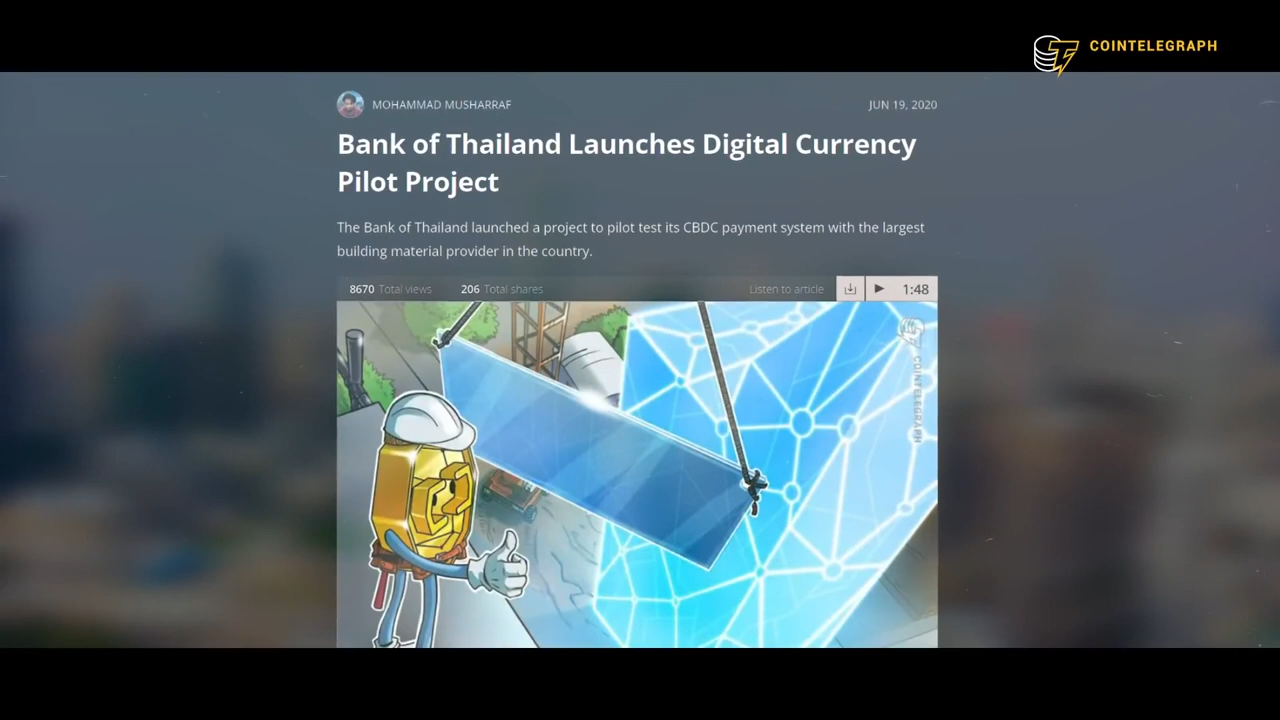 COINTELEGRAPH
MOHAMMAD MUSHARRAF
JUN 19, 2020
Bank of Thailand Launches Digital Currency
Pilot Project
The Bank of Thailand launched a project to pilot test its CBDC payment system with the largest
building material provider in the country.
8670 Total views 206 Total shares Listen to article 1:48
COINTELEGRAPH